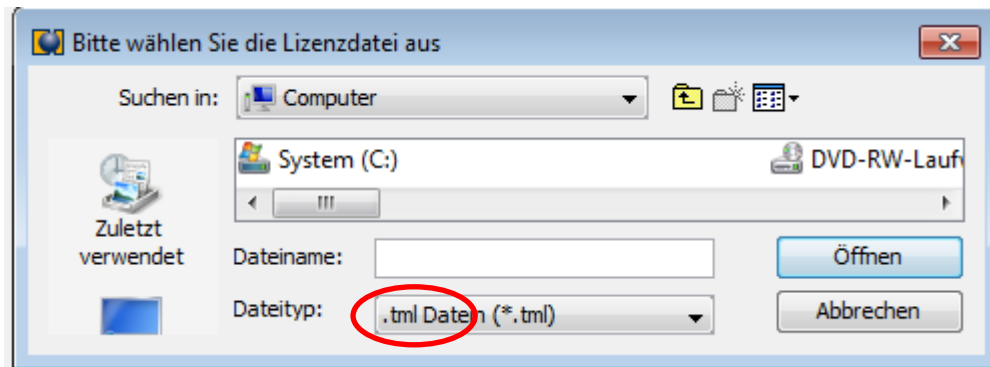 Bitte wählen Sie die Lizenzdatei aus
Suchen in: Computer
System (C:) DVD-RW-Laufw
Zuletzt
verwendet
Dateiname: Öffnen
Dateityp: .tml Datein (*.tml) Abbrechen